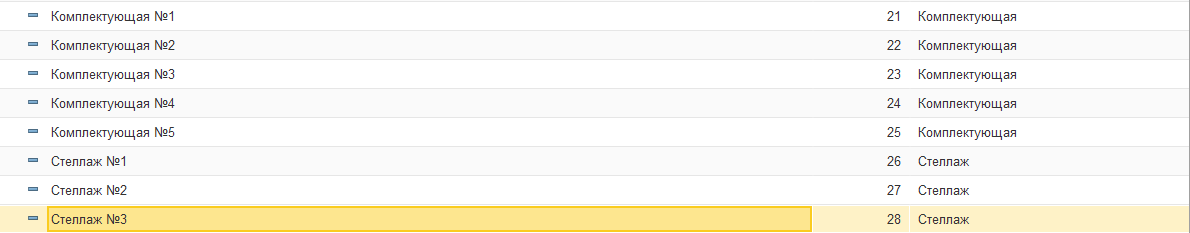 Комплектующая №1 21 Комплектующая
Комплектующая №2 22 Комплектующая
Комплектующая №3 23 Комплектующая
Комплектующая №4 24 Комплектующая
Комплектующая №5 25 Комплектующая
Стеллаж №1 26 Стеллаж
Стеллаж №2 27 Стеллаж
Стеллаж №3 28 Стеллаж